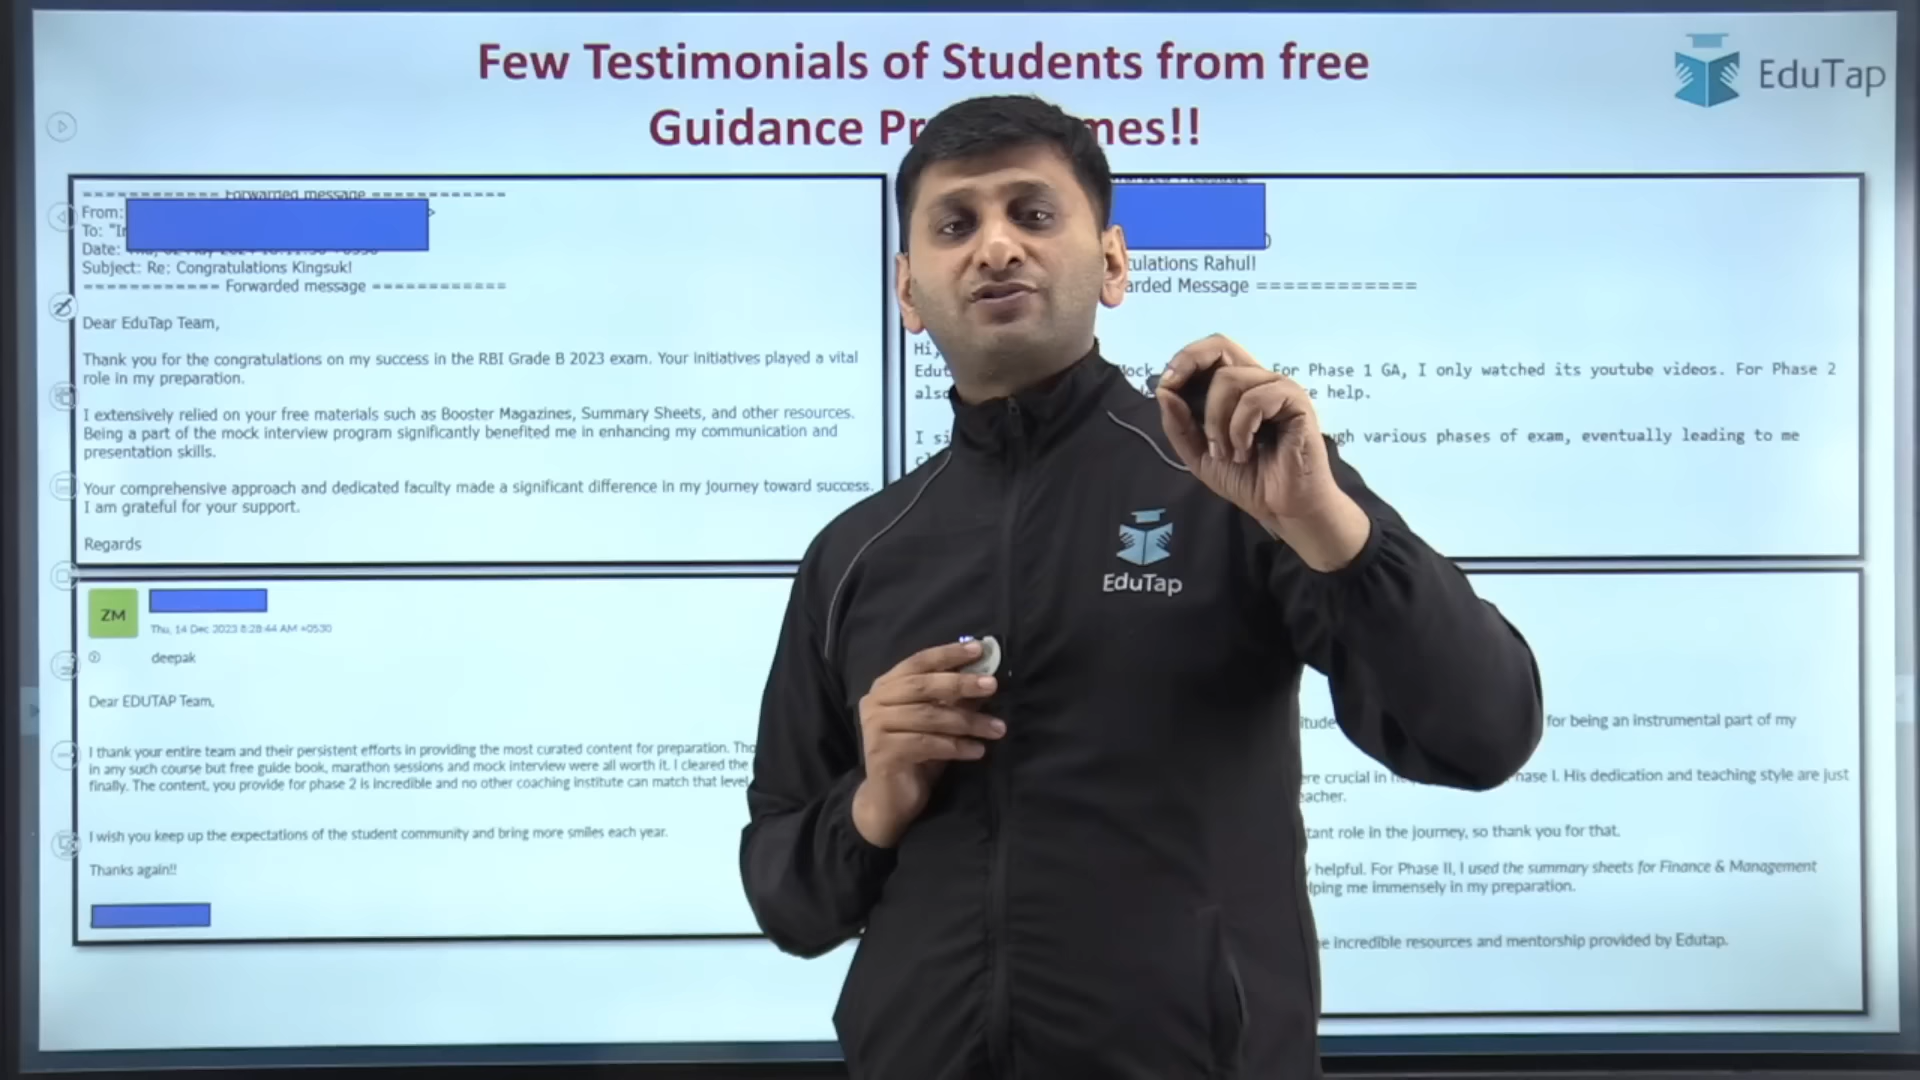 Few Testimonials of Students from free
Guidance
EduTap
============ Forwarded message ============
From:
To:
Date:
Subject: Re: Congratulations Kingsuk!
============ Forwarded message ============
Dear EduTap Team,
Thank you for the congratulations on my success in the RBI Grade B 2023 exam. Your initiatives played a vital
role in my preparation.
I extensively relied on your free materials such as Booster Magazines, Summary Sheets, and other resources.
Being a part of the mock interview program significantly benefited me in enhancing my communication and
presentation skills.
Your comprehensive approach and dedicated faculty made a significant difference in my journey toward success.
I am grateful for your support.
Regards
Rahul!
Message ============
Hi,
For Phase 1 GA, I only watched its youtube videos. For Phase 2
help.
I
various phases of exam, eventually leading to me
ZM
Thu, 14 Dec 2023 8:28:44 AM +0530
deepak
Dear EDUTAP Team,
I thank your entire team and their persistent efforts in providing the most curated content for preparation.
in any such course but free guide book, marathon sessions and mock interview were all worth it. I cleared the
finally. The content, you provide for phase 2 is incredible and no other coaching institute can match that level
I wish you keep up the expectations of the student community and bring more smiles each year.
Thanks again!!
for being an instrumental part of my
crucial in
I. His dedication and teaching style are just
role in the journey, so thank you for that.
helpful. For Phase II, I used the summary sheets for Finance & Management
me immensely in my preparation.
incredible resources and mentorship provided by Edutap.
EduTap